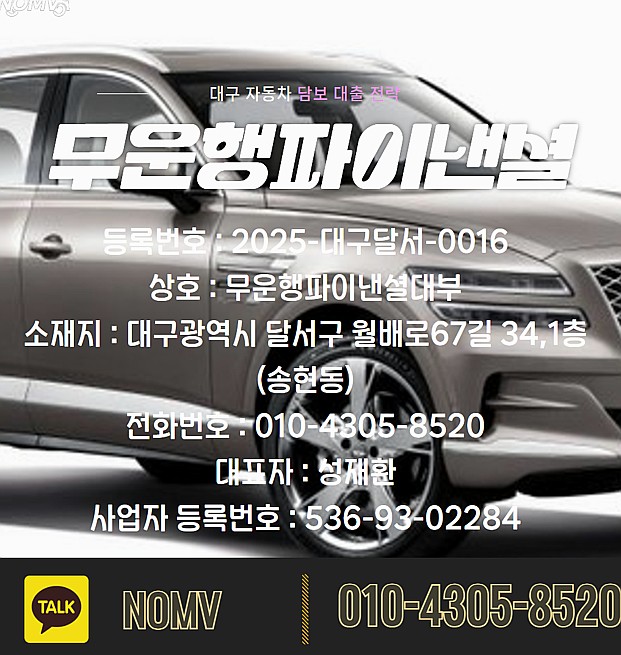 NOMV
대구 자동차 담보 대출 전략
무운행파이낸셜
등록번호 : 2025-대구달서-0016
상호 : 무운행파이낸셜대부
소재지 : 대구광역시 달서구 월배로67길 34,1층
(송현동)
전화번호 : 010-4305-8520
대표자 : 성재환
사업자 등록번호 : 536-93-02284
TALK NOMV 010-4305-8520